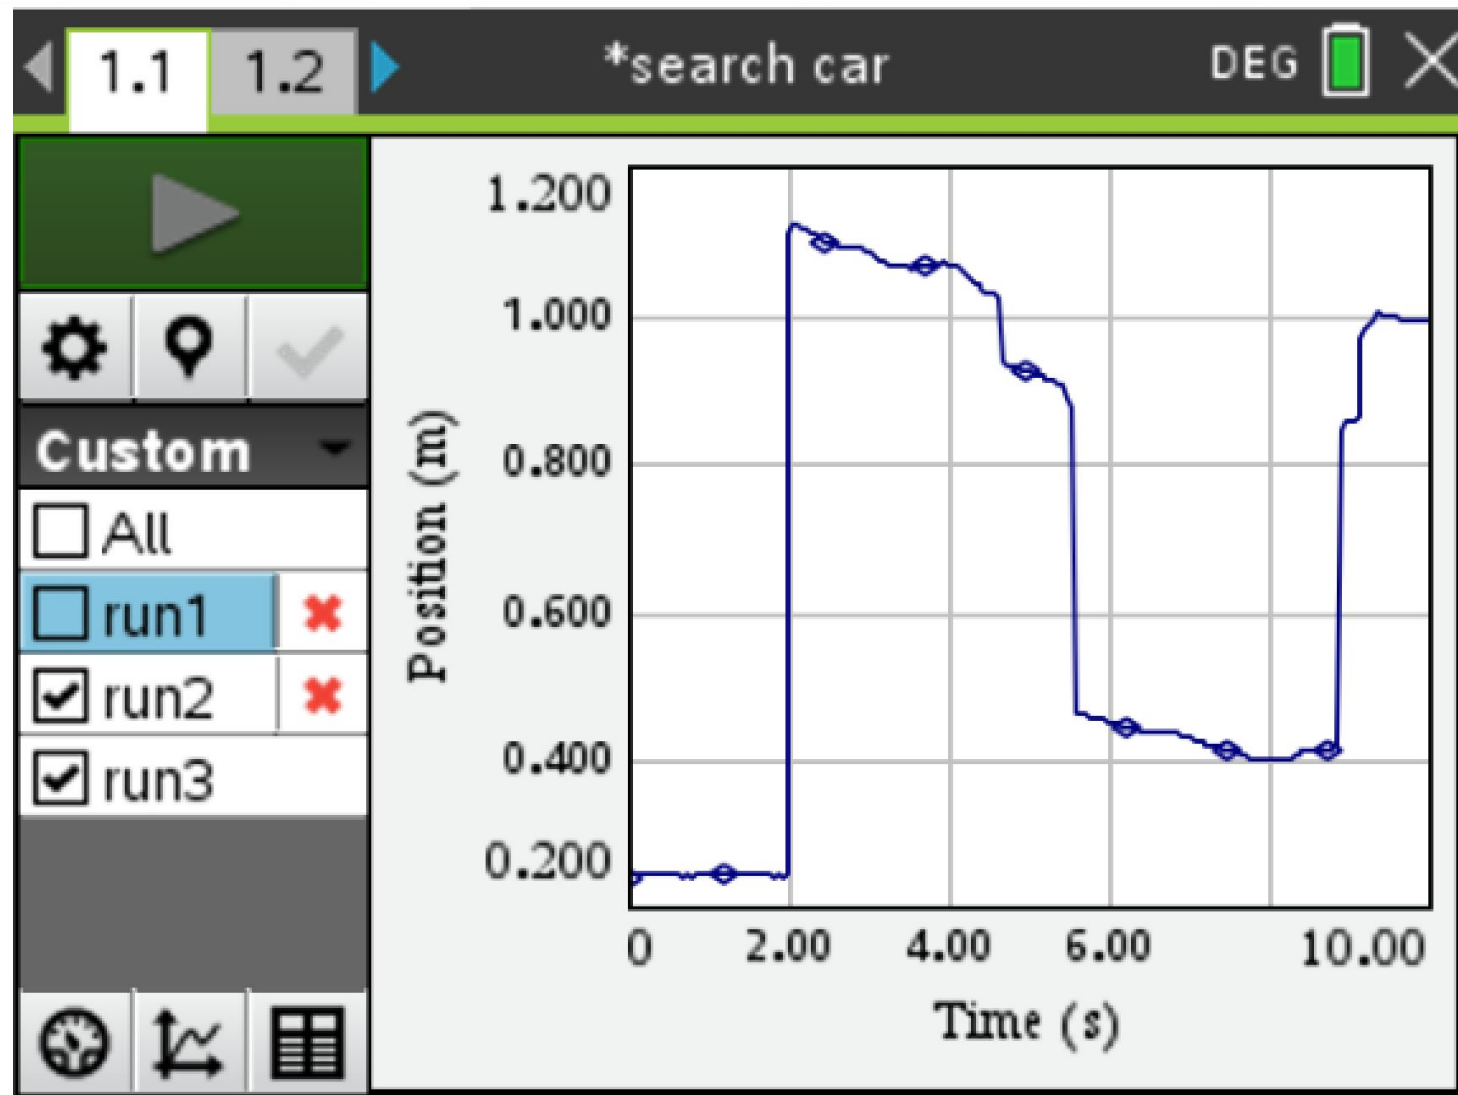 1.1 1.2 *search car DEG
Custom
All
run1
run2
run3
1.200
1.000
0.800
0.600
0.400
0.200
Position (m)
0 2.00 4.00 6.00 10.00
Time (s)